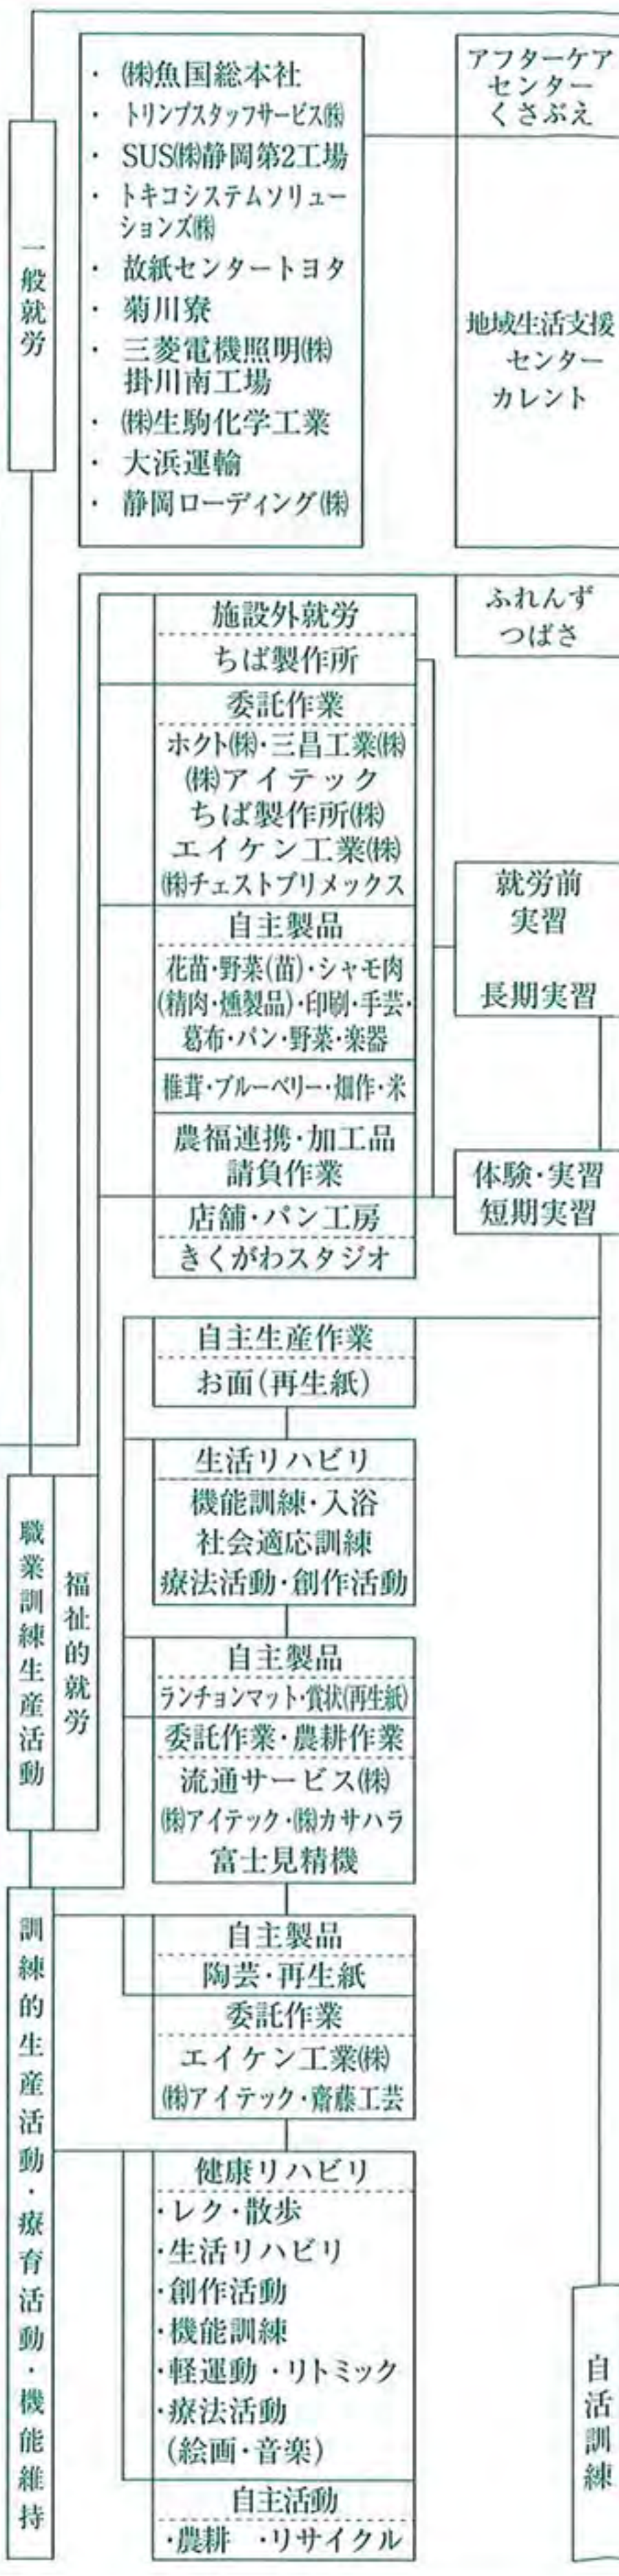 一般就労
・ ㈱魚国総本社
・ トリンプスタッフサービス㈱
・ SUS㈱静岡第2工場
・ トキコシステムソリュー
ションズ㈱
・ 故紙センタートヨタ
・ 菊川寮
・ 三菱電機照明㈱
掛川南工場
・ ㈱生駒化学工業
・ 大浜運輸
・ 静岡ローディング㈱
アフターケア
センター
くさぶえ
地域生活支援
センター
カレント
ふれんず
つばさ
施設外就労
ちば製作所
委託作業
ホクト㈱・三昌工業㈱
㈱アイテック
ちば製作所㈱
エイケン工業㈱
㈱チェストプリメックス
自主製品
花苗・野菜(苗)・シャモ肉
(精肉・燻製品)・印刷・手芸・
葛布・パン・野菜・楽器
椎茸・ブルーベリー・畑作・米
農福連携・加工品
請負作業
店舗・パン工房
きくがわスタジオ
就労前
実習
長期実習
体験・実習
短期実習
職業訓練生産活動
福祉的就労
自主生産作業
お面(再生紙)
生活リハビリ
機能訓練・入浴
社会適応訓練
療法活動・創作活動
自主製品
ランチョンマット・賞状(再生紙)
委託作業・農耕作業
流通サービス㈱
㈱アイテック・㈱カサハラ
富士見精機
訓練的生産活動・療育活動・機能維持
自主製品
陶芸・再生紙
委託作業
エイケン工業㈱
㈱アイテック・齋藤工芸
健康リハビリ
・レク・散歩
・生活リハビリ
・創作活動
・機能訓練
・軽運動 ・リトミック
・療法活動
(絵画・音楽)
自主活動
・農耕 ・リサイクル
自活訓練